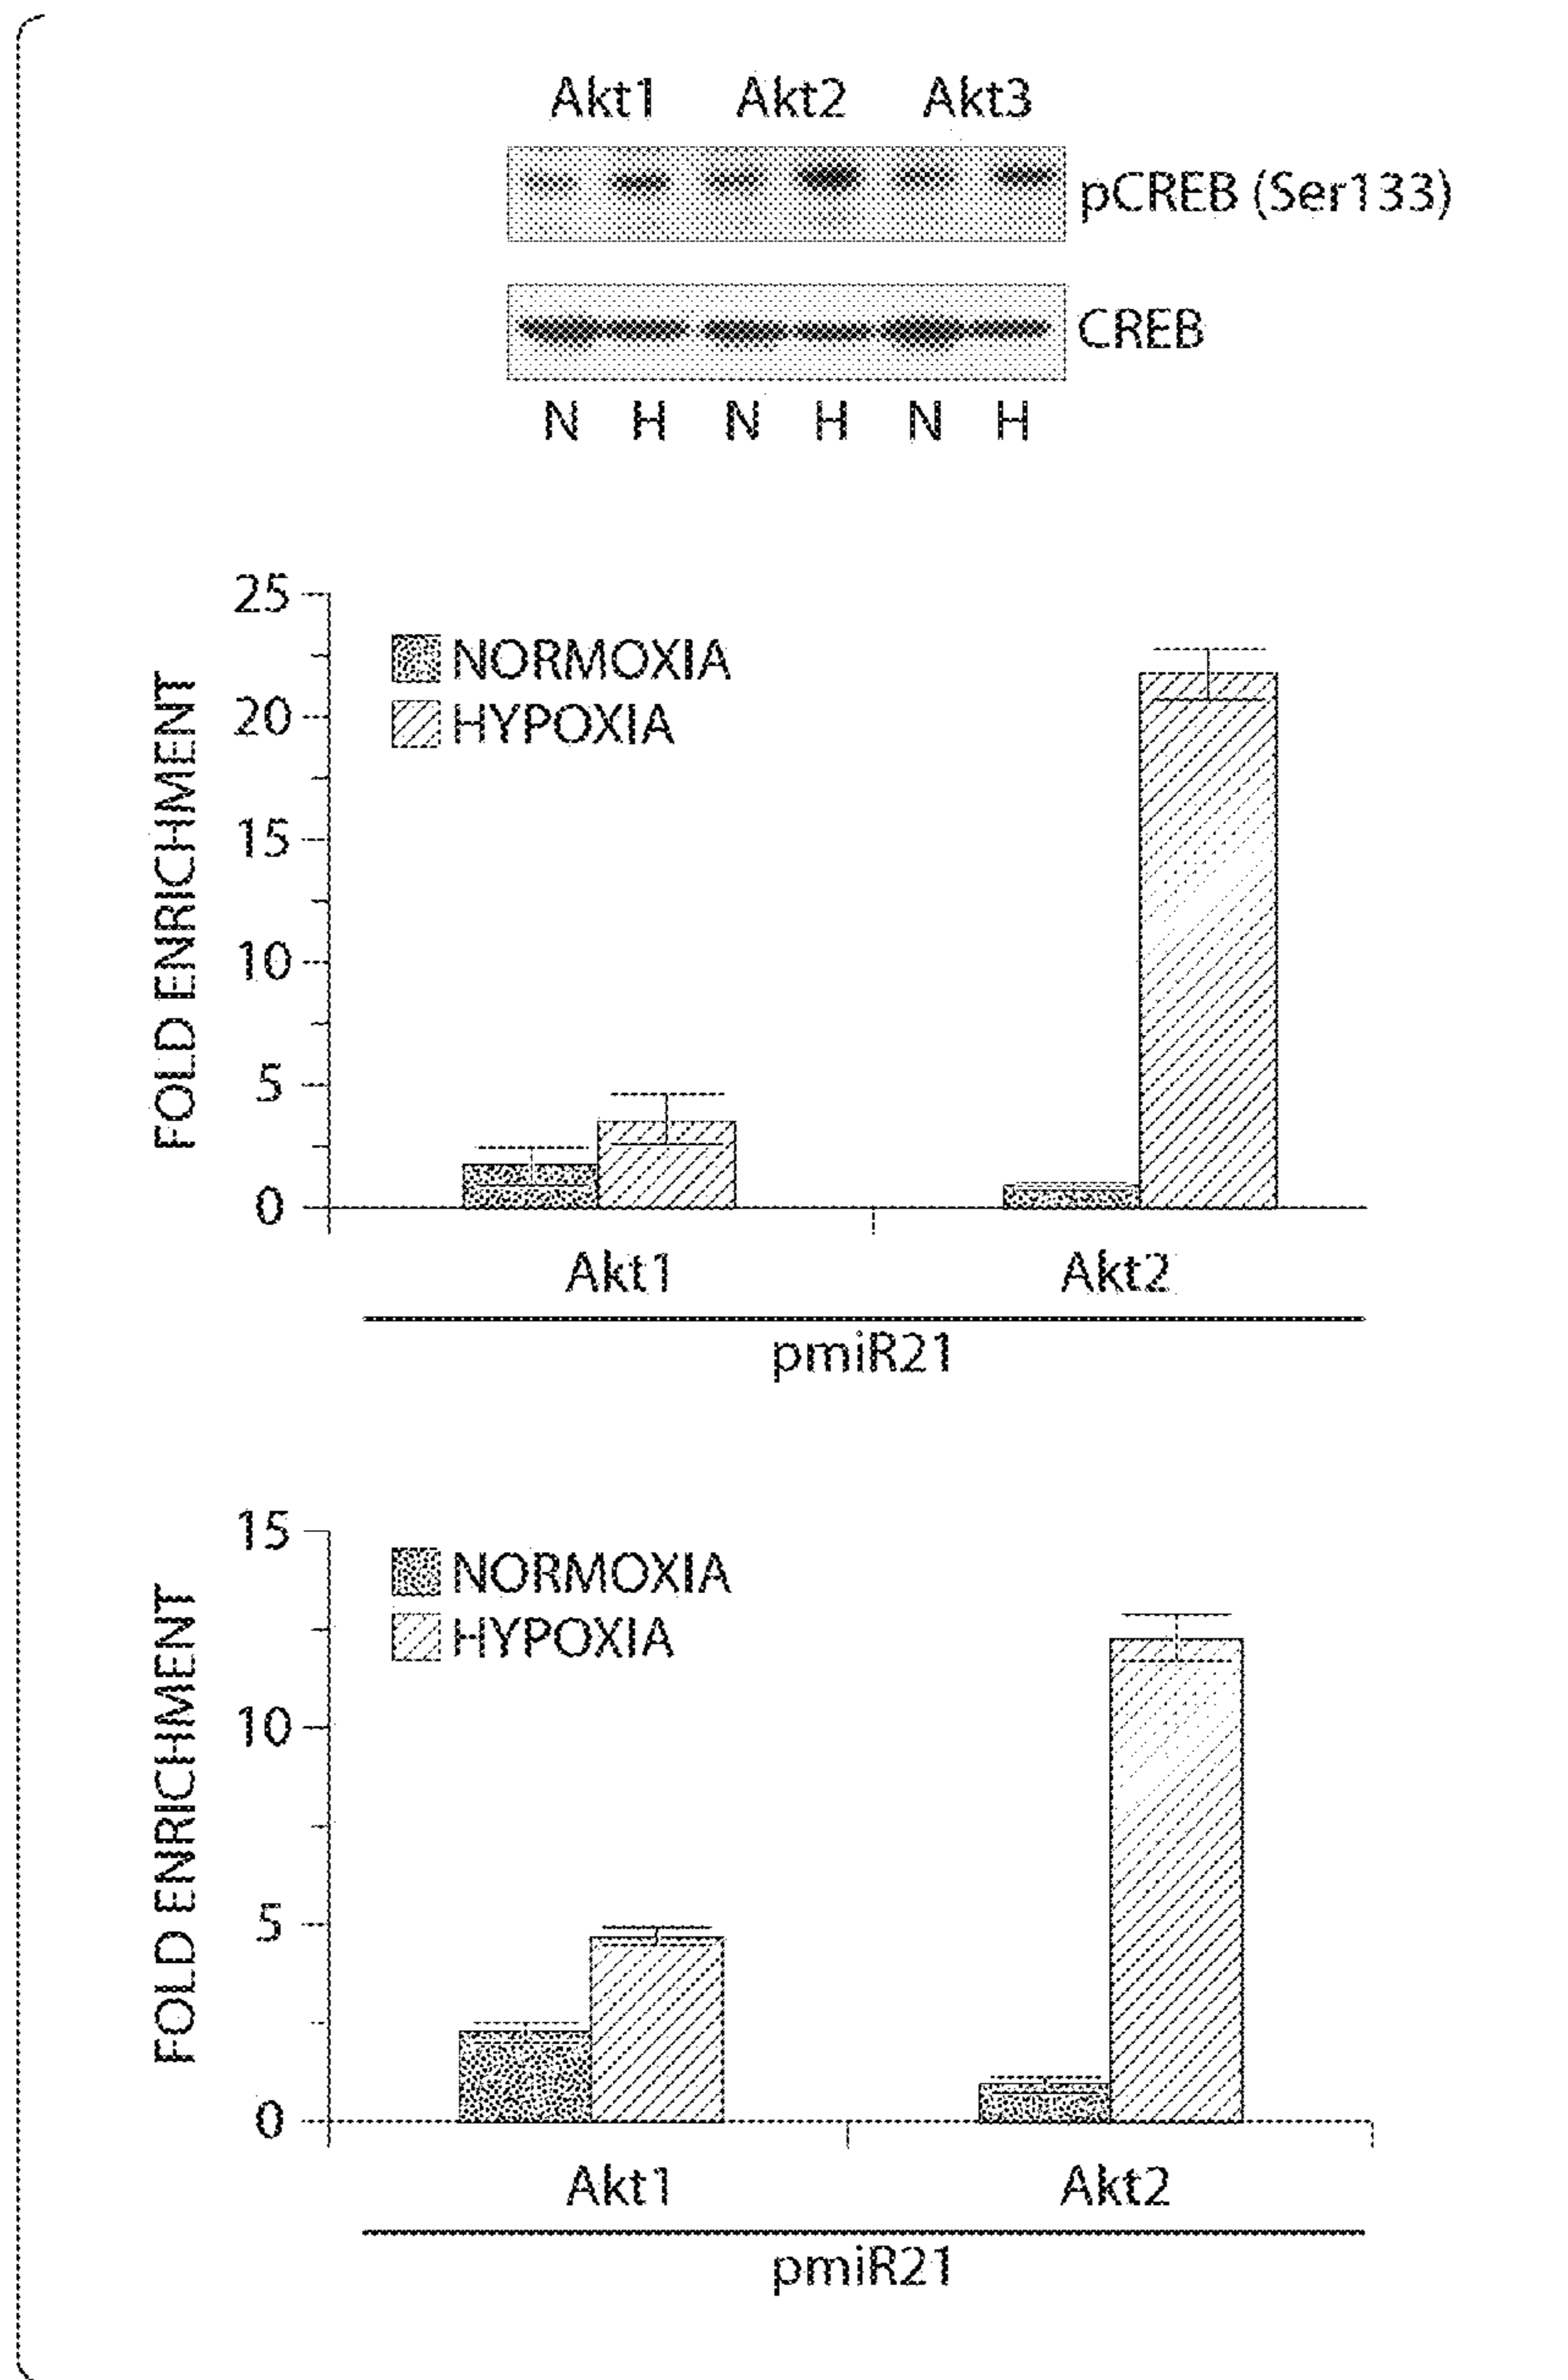 Akt1 Akt2 Akt3
pCREB (Ser133)
CREB
N H N H N H
FOLD ENRICHMENT
25
20
15
10
5
0
NORMOXIA
HYPOXIA
Akt1 Akt2
pmiR21
FOLD ENRICHMENT
15
10
5
0
NORMOXIA
HYPOXIA
Akt1 Akt2
pmiR21